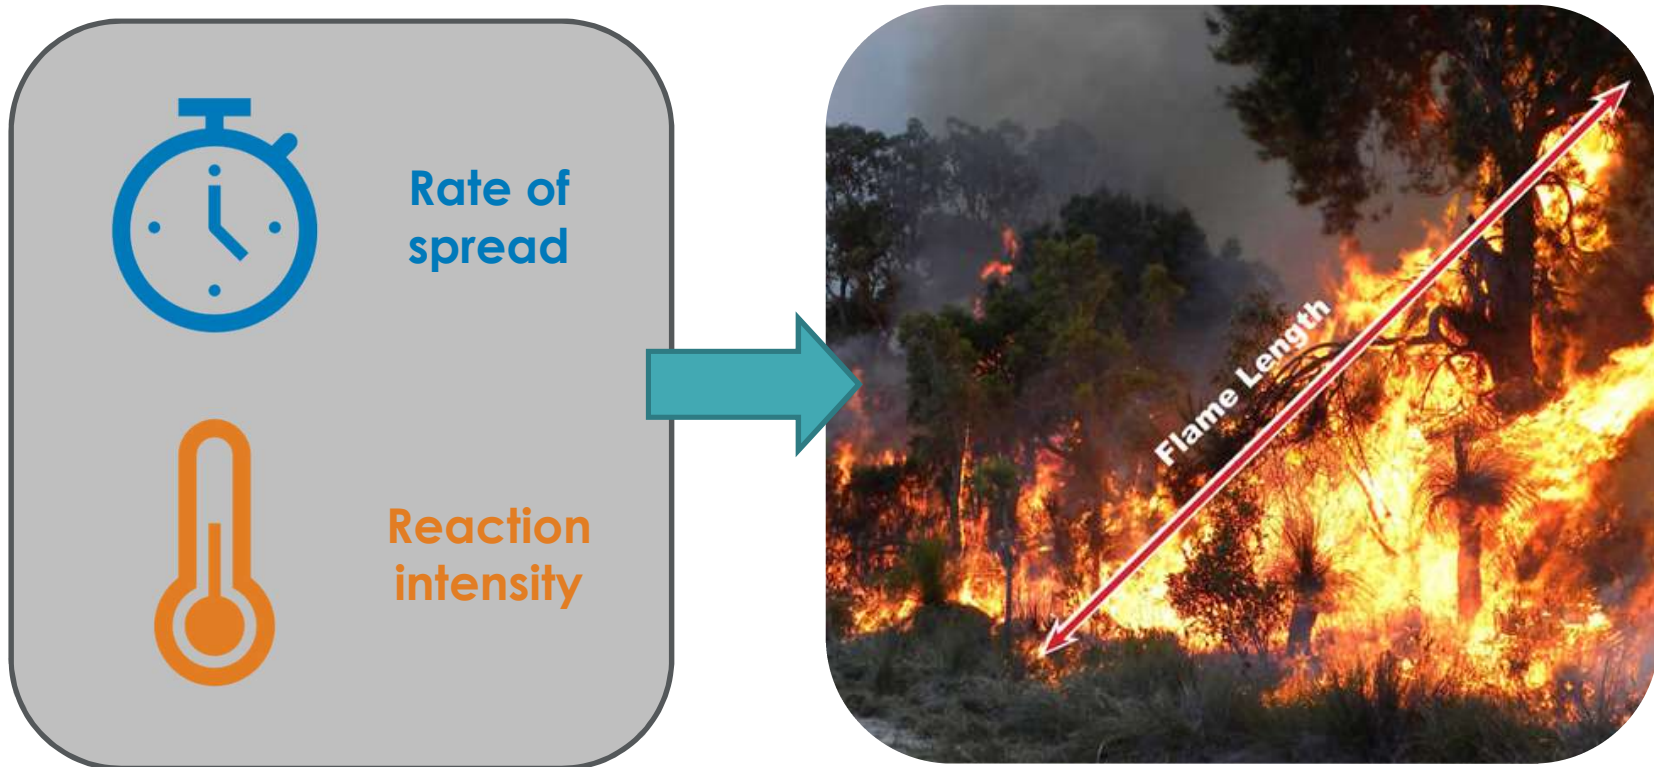 Rate of
spread
Reaction
intensity
Flame Length